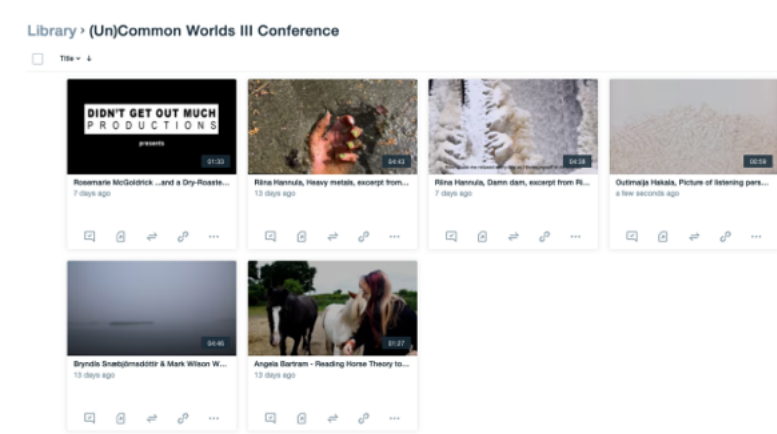 Library › (Un)Common Worlds III Conference
Title
DIDN'T GET OUT MUCH
PRODUCTIONS
presents
01:33
04:43
04:38
00:59
Rosemarie McGoldrick ...and a Dry-Roaste...
Riina Hannula, Heavy metals, excerpt from...
Riina Hannula, Damn dam, excerpt from Ri...
Outimaija Hakala, Picture of listening pers...
7 days ago
13 days ago
7 days ago
a few seconds ago
04:46
01:27
Bryndís Snæbjörnsdóttir & Mark Wilson W...
Angela Bartram - Reading Horse Theory to...
13 days ago
13 days ago